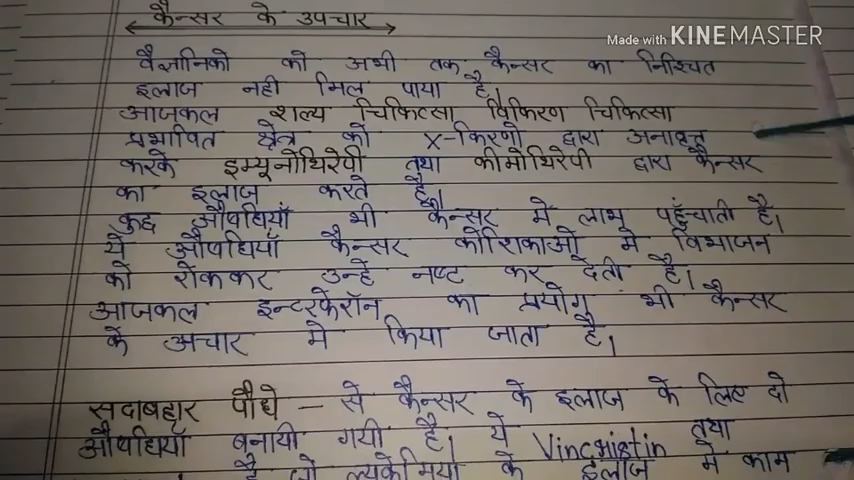 कैन्सर के उपचार
Made with KINEMASTER
वैज्ञानिको को अभी तक कैन्सर का निश्चित
इलाज नही मिल पाया है।
आजकल शल्य चिकित्सा विकिरण चिकित्सा
प्रभावित क्षेत्र को x-किरणो द्वारा अनावृत्त
करके इम्यूनोथिरेपी तथा कीमोथिरेपी द्वारा कैन्सर
का इलाज करते है।
कुछ औषधियाँ भी कैन्सर में लाभ पहुँचाती है।
ये औषधियाँ कैन्सर कोशिकाओ मे विभाजन
को रोककर उन्हे नष्ट कर देती है।
आजकल इन्टरफेरॉन का प्रयोग भी कैन्सर
के अचार मे किया जाता है।
सदाबहार पौधे – से कैन्सर के इलाज के लिए दो
औषधियाँ बनायी गयी है। ये Vincristin तथा
है जो ल्यूकेमिया के इलाज मे काम